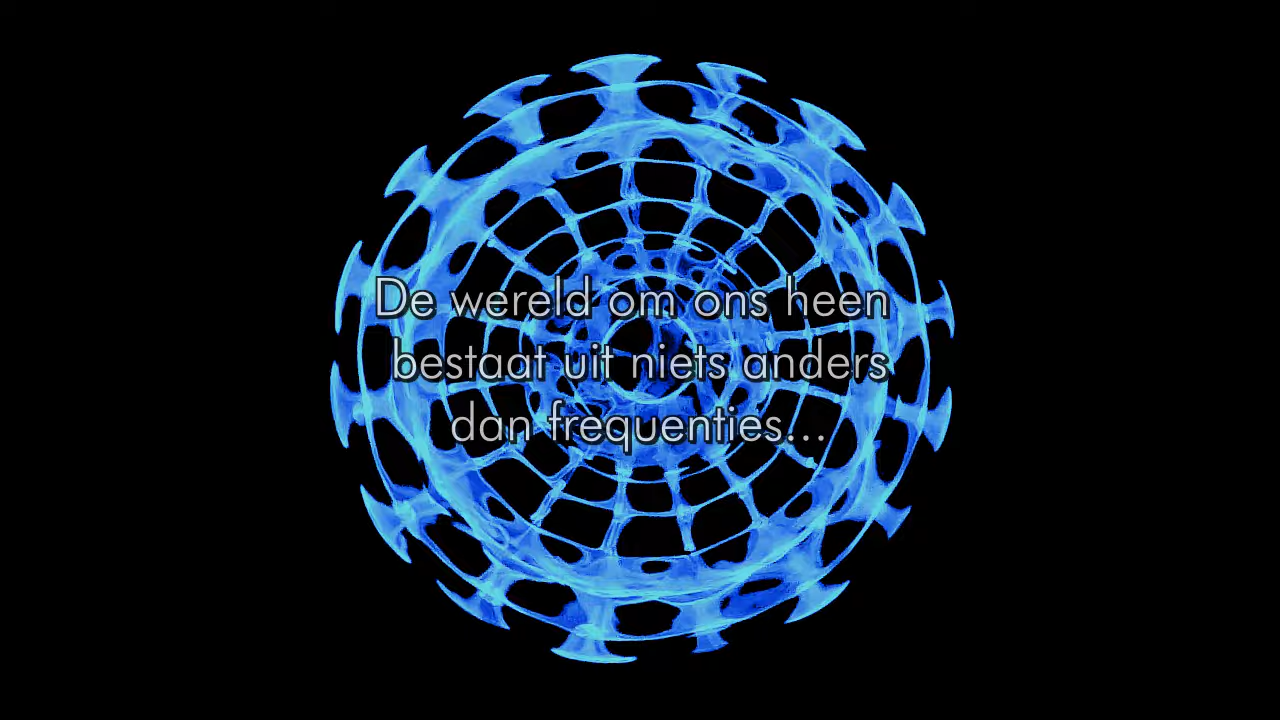 De wereld om ons heen
bestaat uit niets anders
dan frequenties...